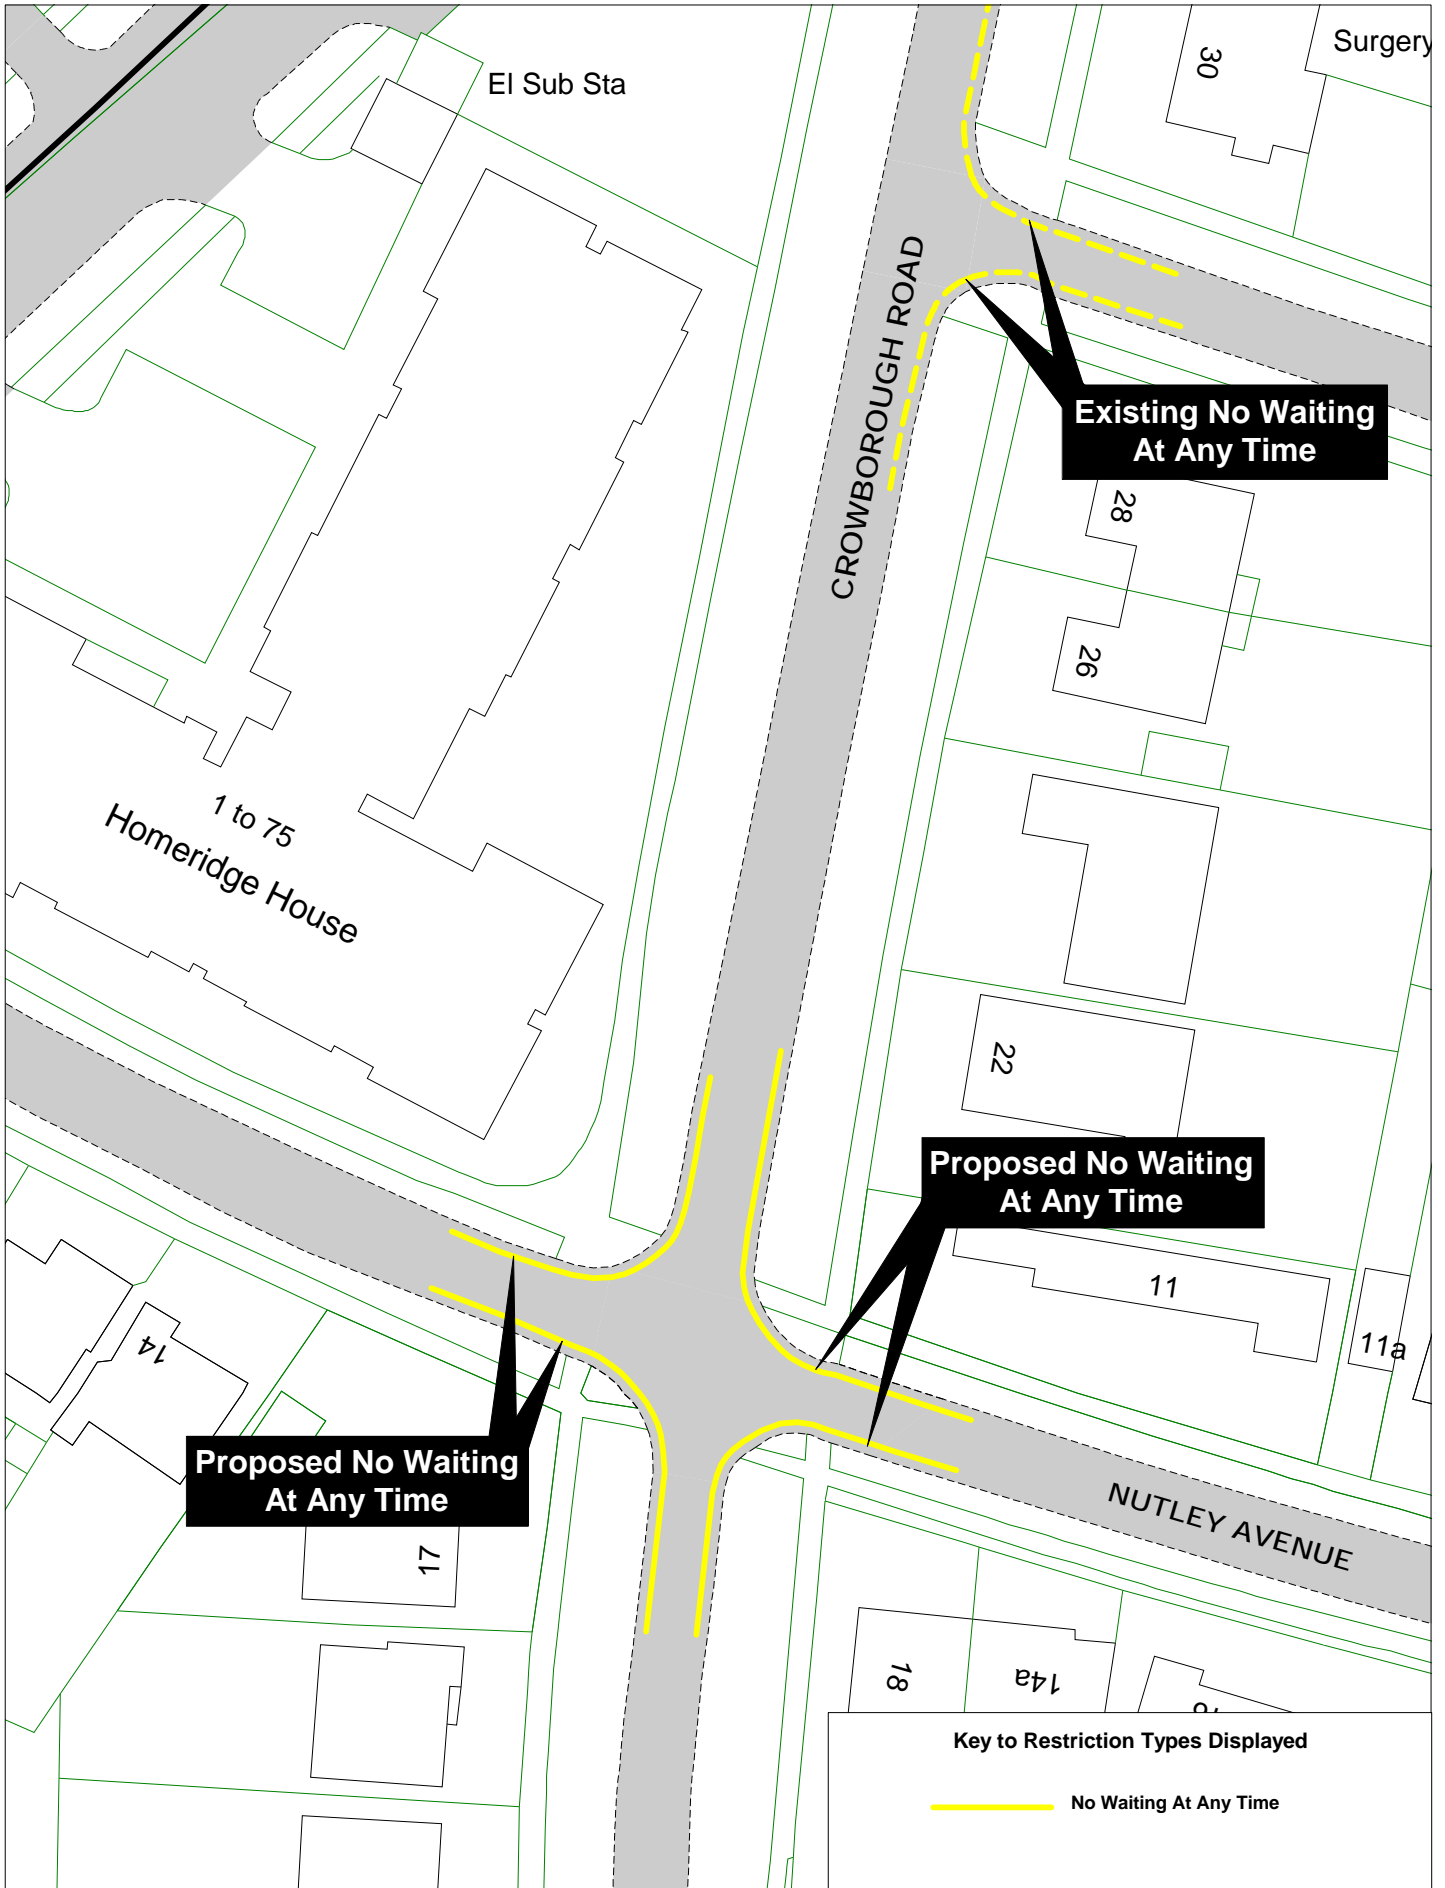 El Sub Sta
30
Surgery
CROWBOROUGH ROAD
Existing No Waiting
At Any Time
28
26
1 to 75
Homeridge House
22
Proposed No Waiting
At Any Time
11
11a
14
Proposed No Waiting
At Any Time
17
NUTLEY AVENUE
18
14a
Key to Restriction Types Displayed
No Waiting At Any Time